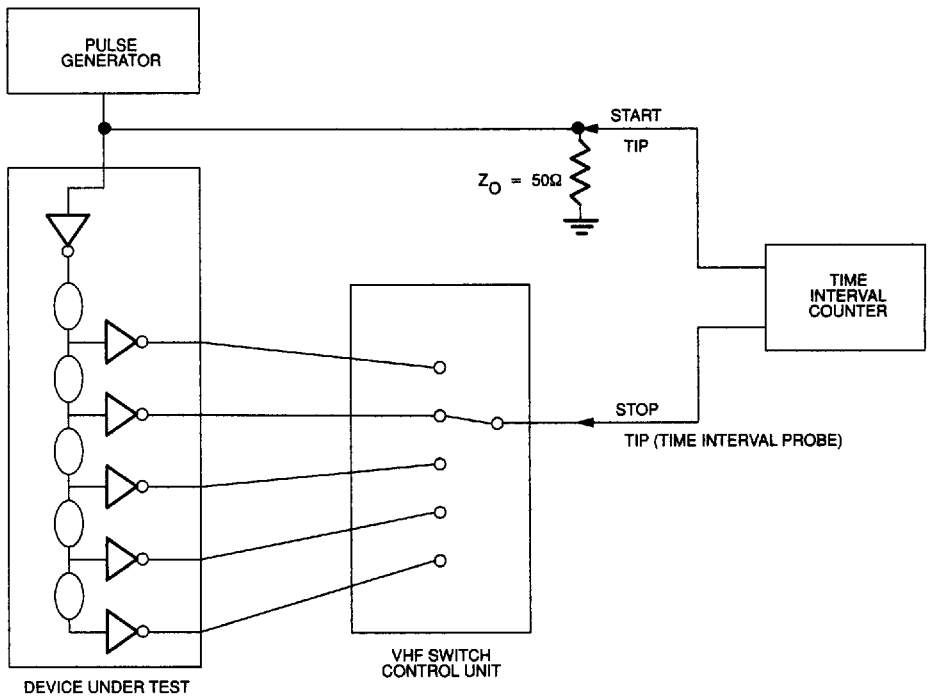 PULSE
GENERATOR
START
TIP
Z_O = 50Ω
TIME
INTERVAL
COUNTER
STOP
TIP (TIME INTERVAL PROBE)
VHF SWITCH
CONTROL UNIT
DEVICE UNDER TEST